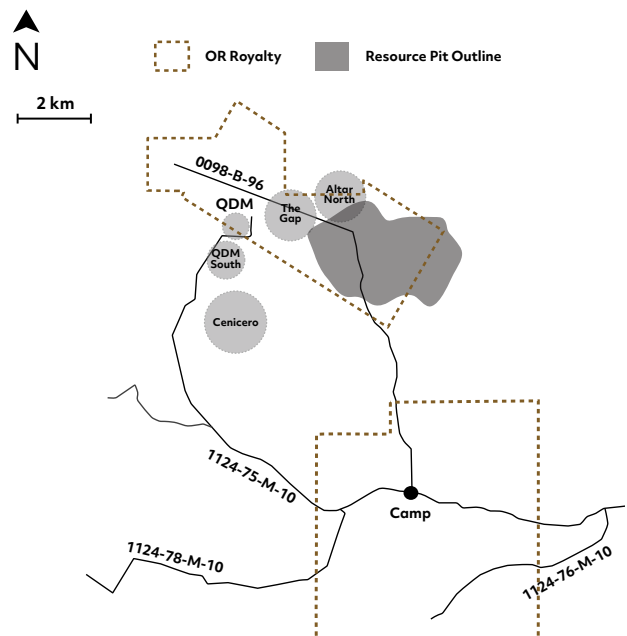 N
OR Royalty
Resource Pit Outline
2 km
0098-B-96
Altar
North
QDM
The
Gap
QDM
South
Cenicero
1124-75-M-10
Camp
1124-78-M-10
1124-76-M-10